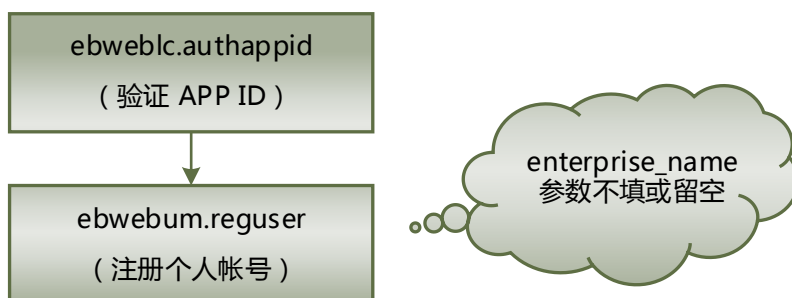 ebweblc.authappid
（验证 APP ID）
ebwebum.reguser
（注册个人帐号）
enterprise_name
参数不填或留空